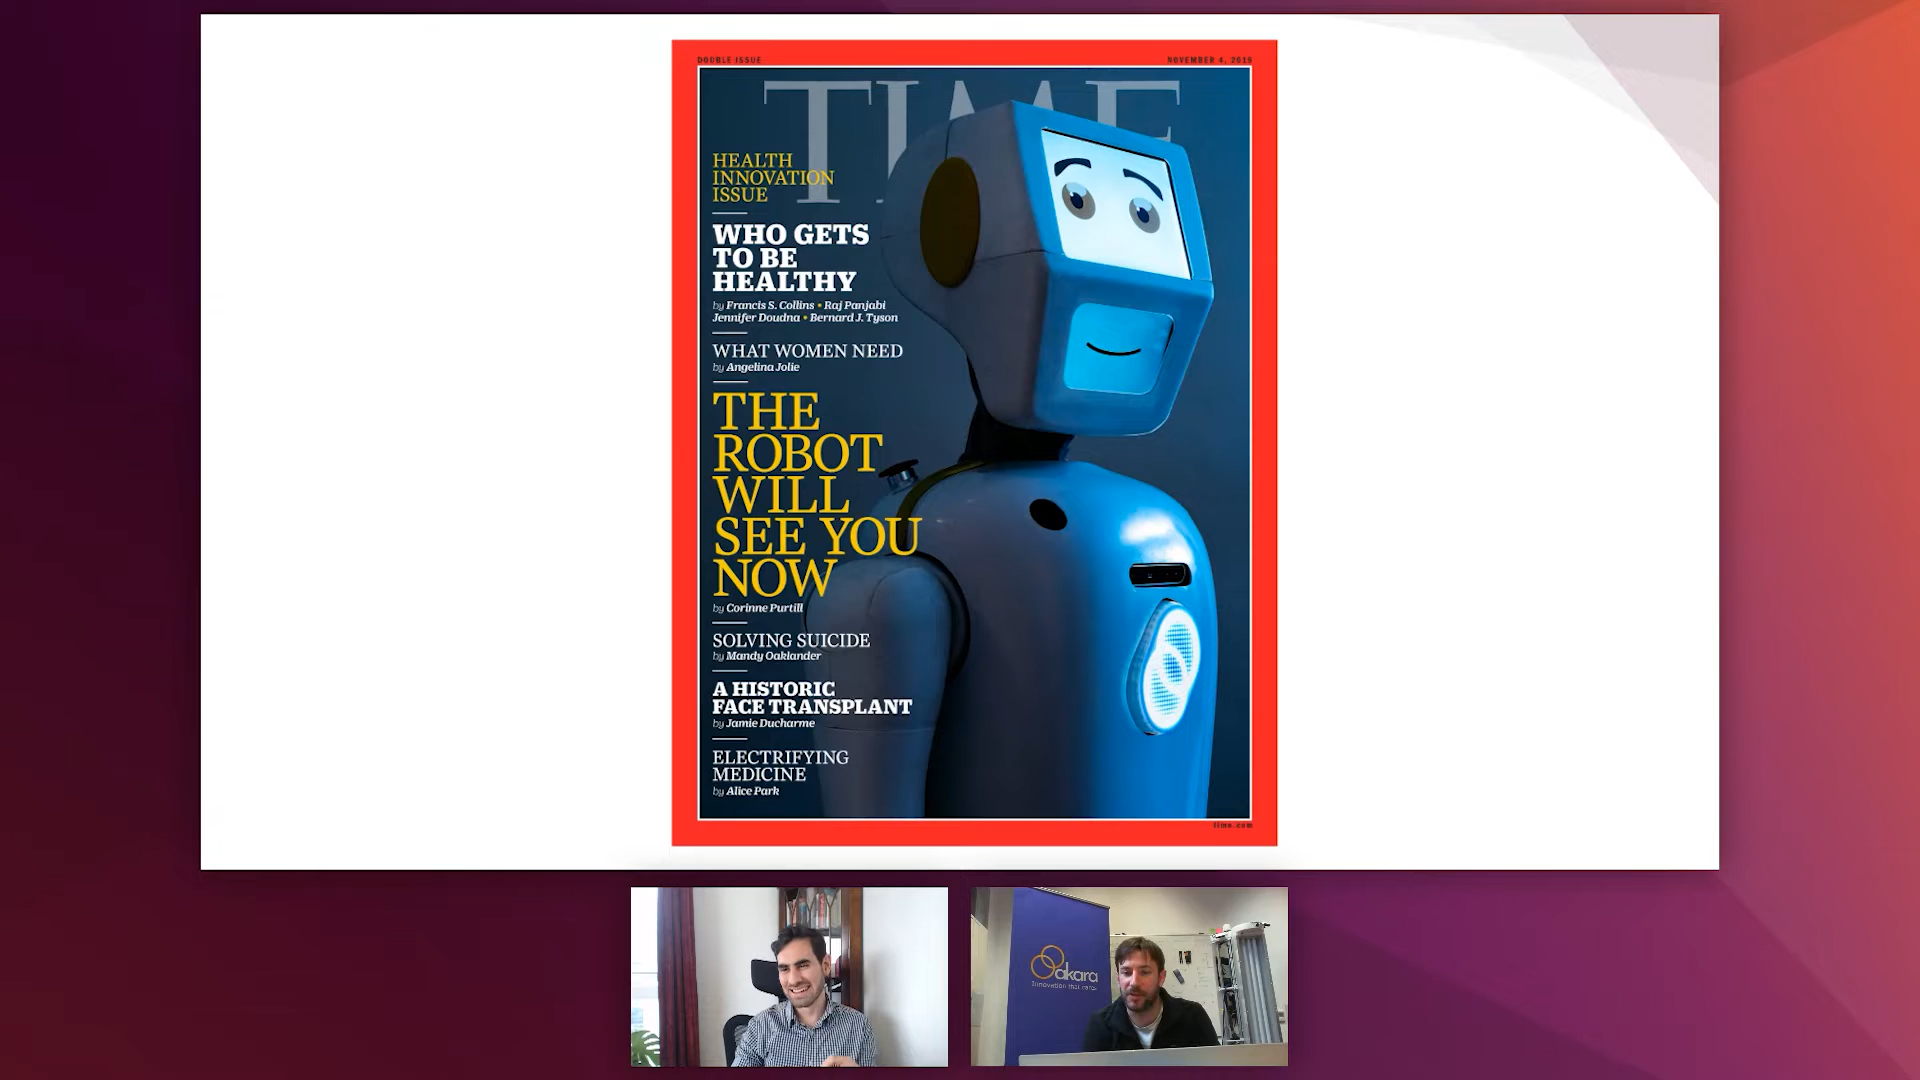 DOUBLE ISSUE
NOVEMBER 4, 2019
TIME
HEALTH
INNOVATION
ISSUE
WHO GETS
TO BE
HEALTHY
by Francis S. Collins • Raj Panjabi
Jennifer Doudna • Bernard J. Tyson
WHAT WOMEN NEED
by Angelina Jolie
THE
ROBOT
WILL
SEE YOU
NOW
by Corinne Purtill
SOLVING SUICIDE
by Mandy Oaklander
A HISTORIC
FACE TRANSPLANT
by Jamie Ducharme
ELECTRIFYING
MEDICINE
by Alice Park
time.com
akara
Innovation that cares